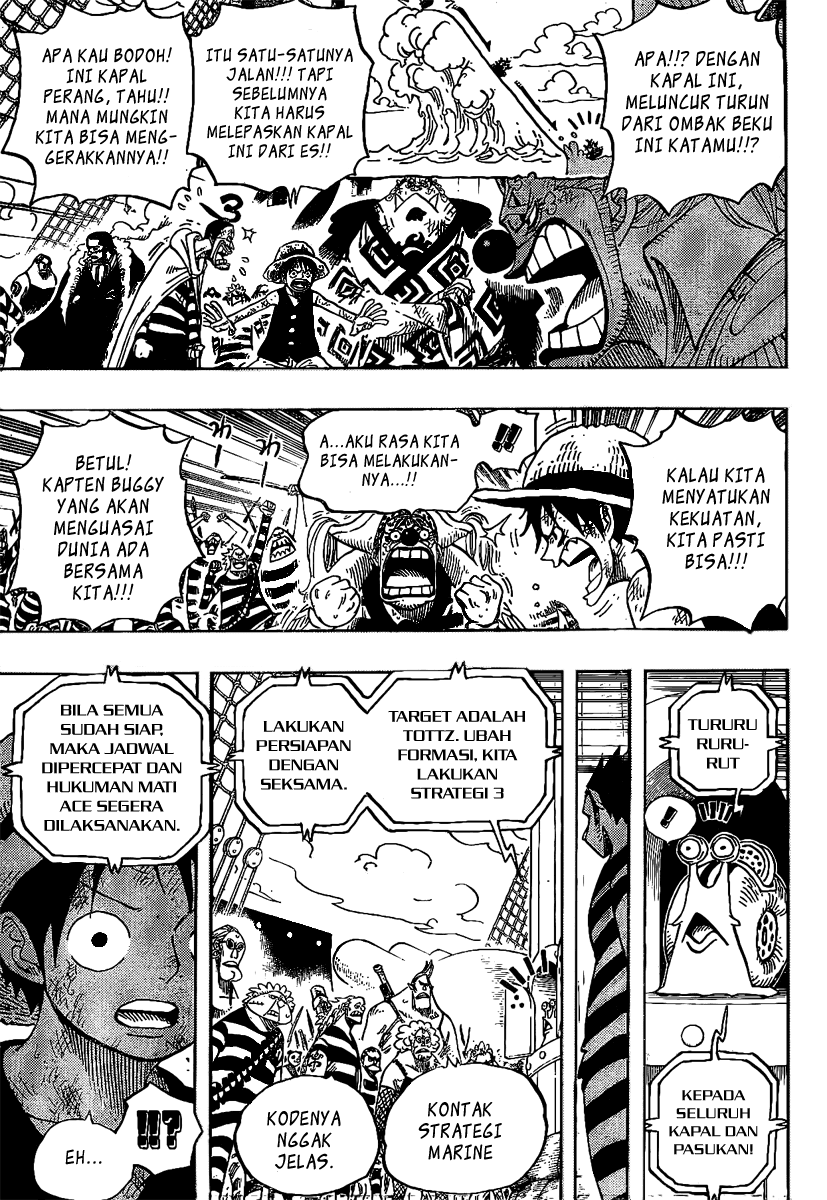 APA!!? DENGAN
KAPAL INI,
MELUNCUR TURUN
DARI OMBAK BEKU
INI KATAMU!!?
ITU SATU-SATUNYA
JALAN!!! TAPI
SEBELUMNYA
KITA HARUS
MELEPASKAN KAPAL
INI DARI ES!!
APA KAU BODOH!
INI KAPAL
PERANG, TAHU!!
MANA MUNGKIN
KITA BISA MENG-
GERAKKANNYA!!
3
KALAU KITA
MENYATUKAN
KEKUATAN,
KITA PASTI
BISA!!!
!!
A...AKU RASA KITA
BISA MELAKUKAN-
NYA...!!
BETUL!
KAPTEN BUGGY
YANG AKAN
MENGUASAI
DUNIA ADA
BERSAMA
KITA!!!
TURURU
RURU-
RUT
!!
!!!!
KEPADA
SELURUH
KAPAL DAN
PASUKAN!
TARGET ADALAH
TOTTZ. UBAH
FORMASI, KITA
LAKUKAN
STRATEGI 3
LAKUKAN
PERSIAPAN
DENGAN
SEKSAMA.
KONTAK
STRATEGI
MARINE
KODENYA
NGGAK
JELAS.
BILA SEMUA
SUDAH SIAP,
MAKA JADWAL
DIPERCEPAT DAN
HUKUMAN MATI
ACE SEGERA
DILAKSANAKAN.
!!?
EH...